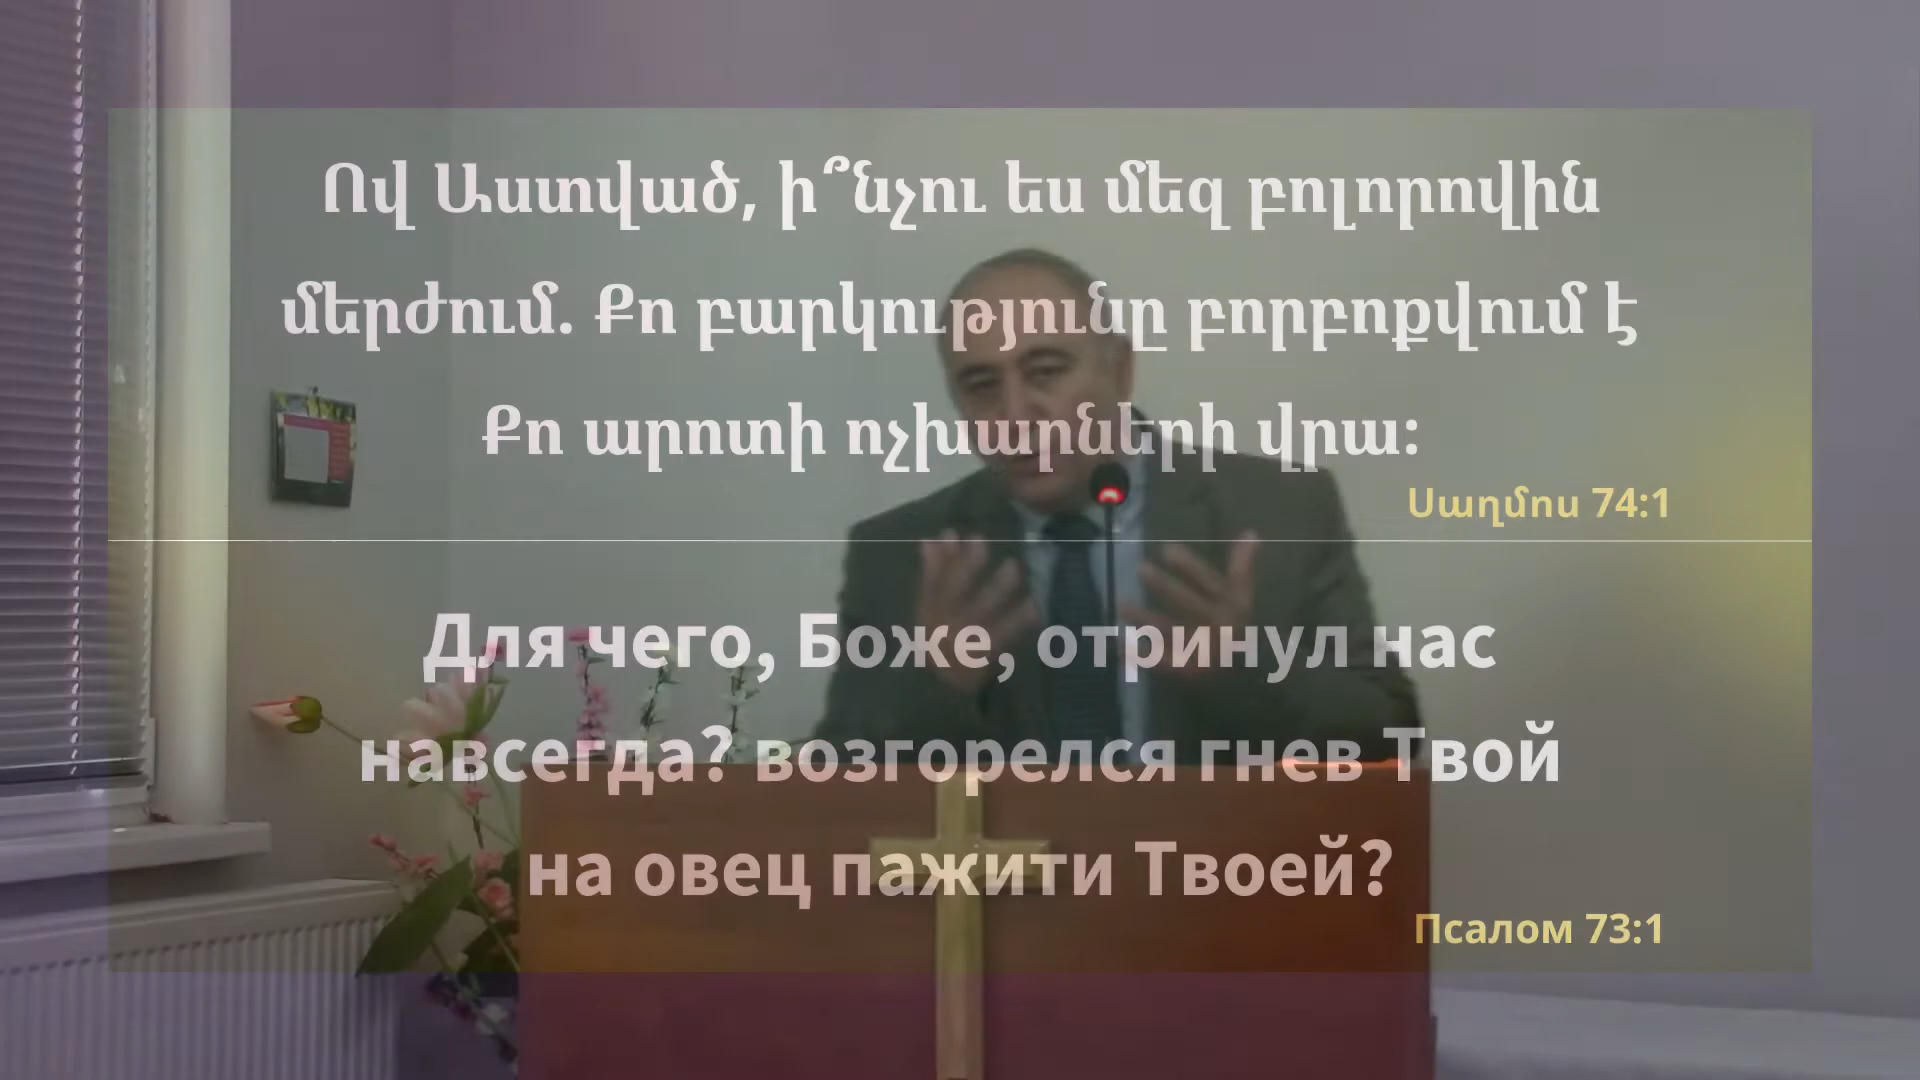 Ով Աստված, ի՞նչու ես մեզ բոլորովին
մերժում. Քո բարկությունը բորբոքվում է
Քո արոտի ոչխարների վրա:
Սաղմոս 74:1
Для чего, Боже, отринул нас
навсегда? возгорелся гнев Твой
на овец пажити Твоей?
Псалом 73:1